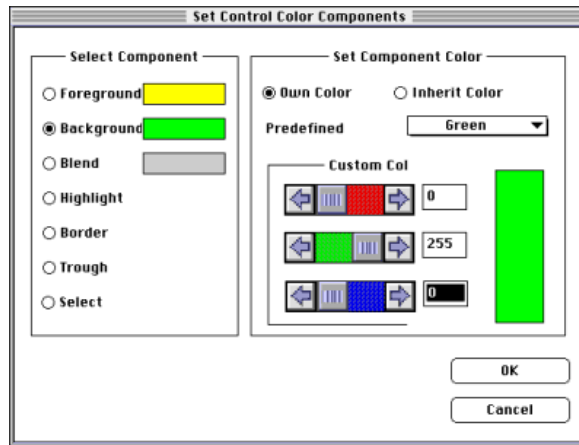 Set Control Color Components
Select Component
Foreground
Background
Blend
Highlight
Border
Trough
Select
Set Component Color
Own Color
Inherit Color
Predefined
Green
Custom Col
0
255
0
OK
Cancel